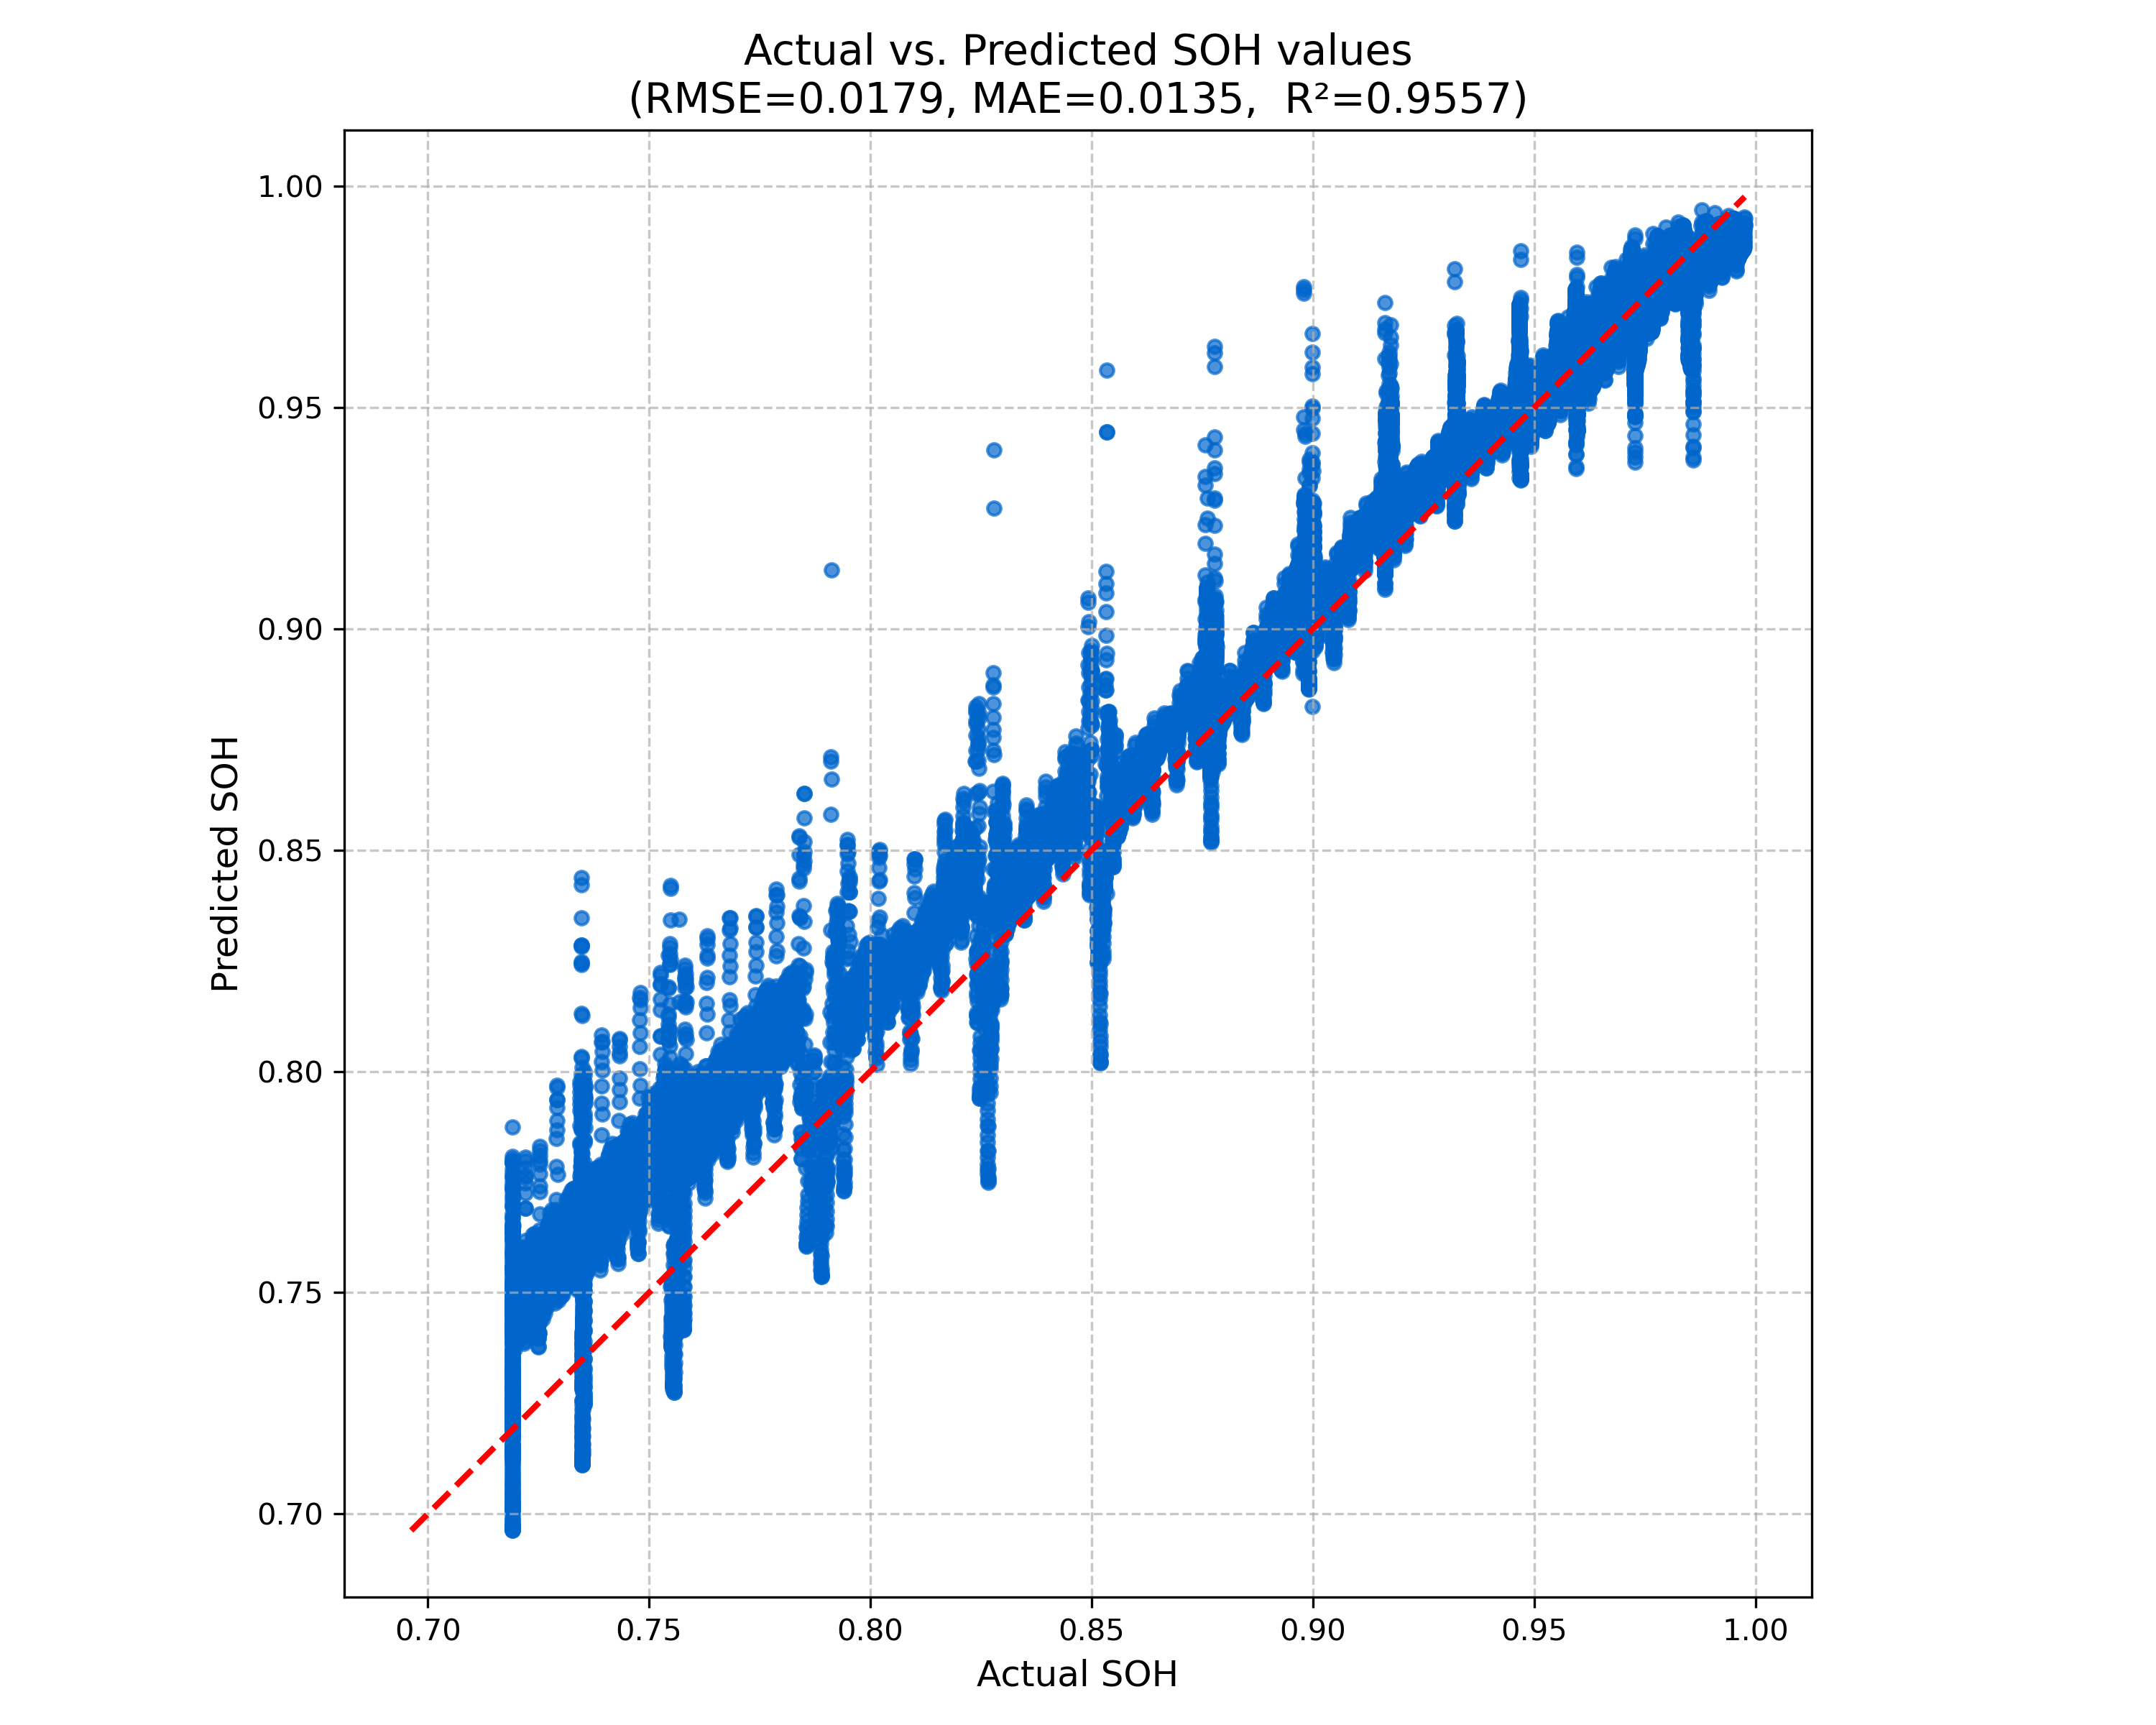 Actual vs. Predicted SOH values
(RMSE=0.0179, MAE=0.0135, R²=0.9557)
1.00
0.95
0.90
0.85
0.80
0.75
0.70
Predicted SOH
0.70 0.75 0.80 0.85 0.90 0.95 1.00
Actual SOH